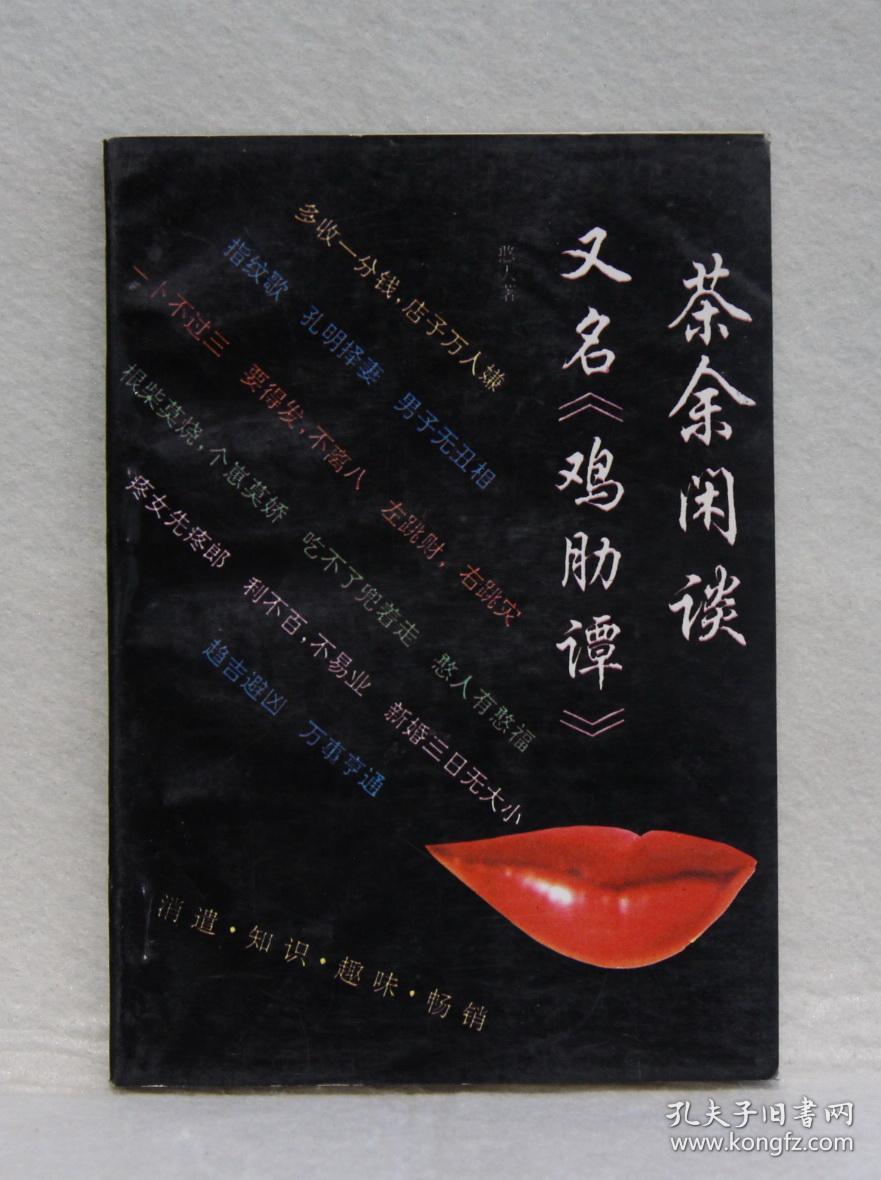 茶余闲谈
又名《鸡肋谭》
憨人著
多收一分钱，店子万人嫌
指纹歌 孔明择妻 男子无丑相
一卜不过三 要得发，不离八 左跳财，右跳灾
根柴莫烧，个崽莫娇 吃不了兜着走 憨人有憨福
疼女先疼郎 利不百，不易业 新婚三日无大小
趋吉避凶 万事亨通
消遣·知识·趣味·畅销
孔夫子旧书网
www.kongfz.com